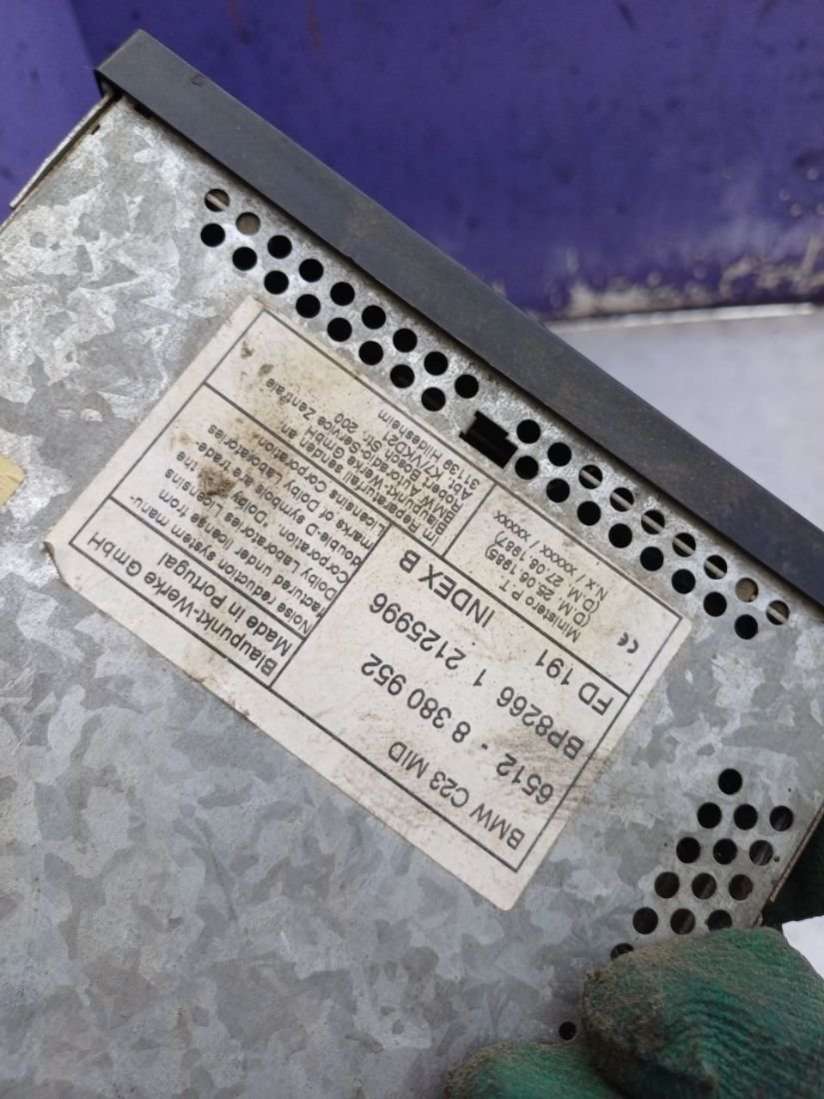 BMW C23 MID
6512 - 8 380 952
BP8266 1 2125996
FD 191 INDEX B
CE
Ministero P.T.
(D.M. 25 06 1985)
(D.M. 27 08 1987)
N.x / xxxxx / xxxxx
Blaupunkt-Werke GmbH
Made in Portugal
Noise reduction system manu-
factured under license from
Dolby Laboratories Licensing
Corporation. "Dolby" and the
double-D symbols are trade-
marks of Dolby Laboratories
Licensing Corporation.
Im Reparaturfall senden an:
Blaupunkt-Werke GmbH
BMW Autoradio-Service Zentrale
Robert Bosch Str. 200
Abt. K7/VKD21
31139 Hildesheim